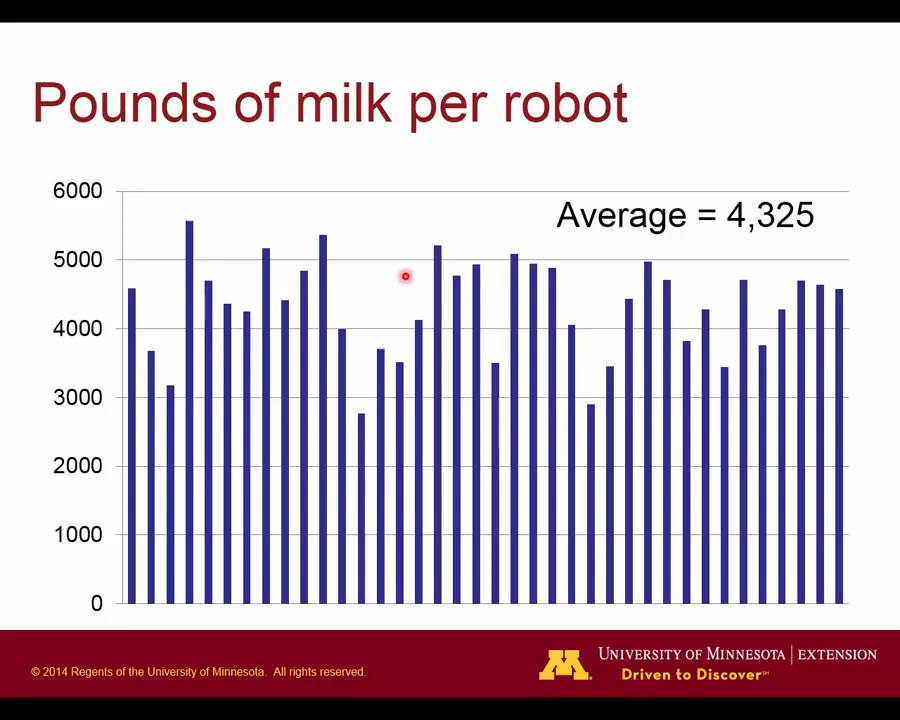 Pounds of milk per robot
6000
Average = 4,325
5000
4000
3000
2000
1000
0
© 2014 Regents of the University of Minnesota. All rights reserved.
M
UNIVERSITY OF MINNESOTA | EXTENSION
Driven to Discover℠